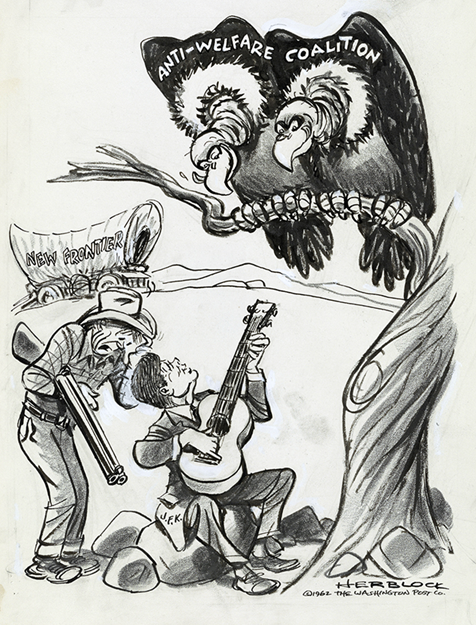 ANTI-WELFARE COALITION
NEW FRONTIER
J.F.K.
HERBLOCK
©1962 THE WASHINGTON POST CO.